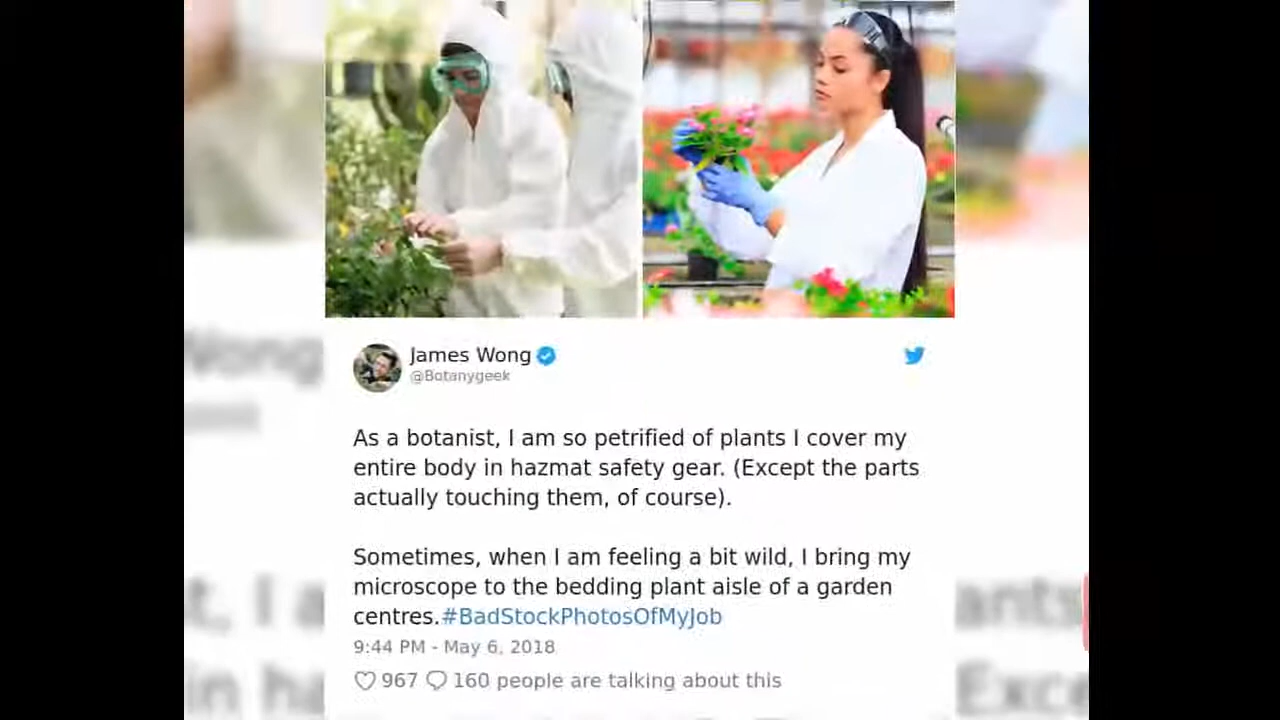 James Wong
@Botanygeek
As a botanist, I am so petrified of plants I cover my
entire body in hazmat safety gear. (Except the parts
actually touching them, of course).
Sometimes, when I am feeling a bit wild, I bring my
microscope to the bedding plant aisle of a garden
centres.#BadStockPhotosOfMyJob
9:44 PM - May 6, 2018
967 160 people are talking about this